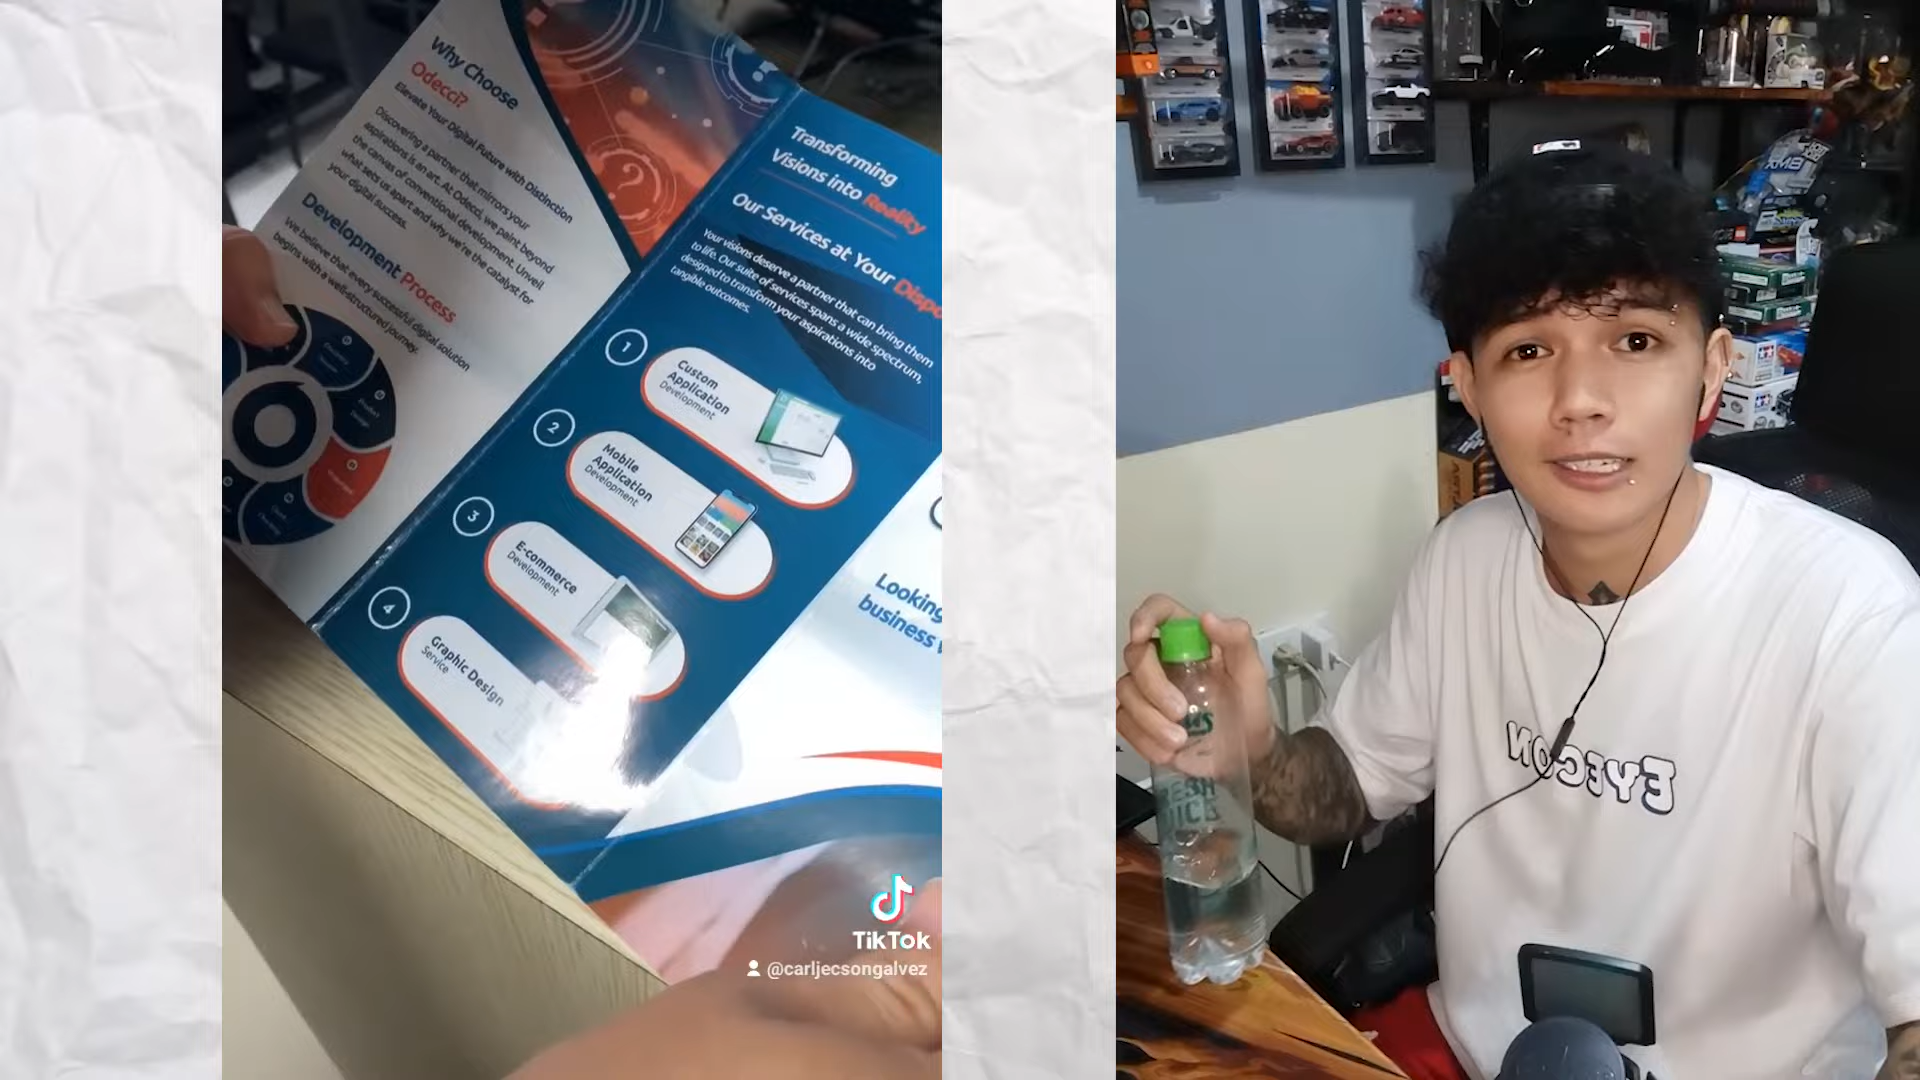 Why Choose
Odecci?
Elevate Your Digital Future with Distinction
Discovering a partner that mirrors your
aspirations is an art. At Odecci, we paint beyond
the canvas of conventional development. Unveil
what sets us apart and why we're the catalyst for
your digital success.
Development Process
We believe that every successful digital solution
begins with a well-structured journey.
Transforming
Visions into Reality
Our Services at Your Dispo
Your visions deserve a partner that can bring them
to life. Our suite of services spans a wide spectrum,
designed to transform your aspirations into
tangible outcomes.
1
Custom
Application
Development
2
Mobile
Application
Development
3
E-commerce
Development
4
Graphic Design
Service
Looking
business
TikTok
@carljecsongalvez
EYECON